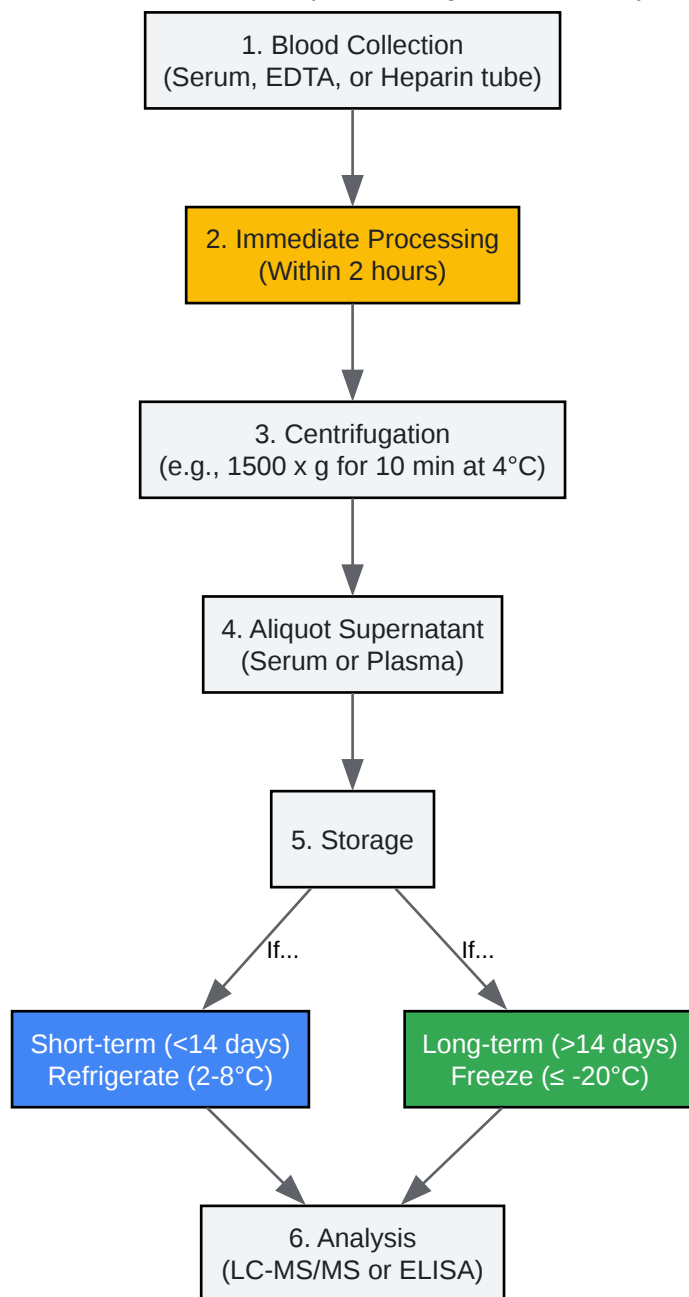 1. Blood Collection
(Serum, EDTA, or Heparin tube)
2. Immediate Processing
(Within 2 hours)
3. Centrifugation
(e.g., 1500 x g for 10 min at 4°C)
4. Aliquot Supernatant
(Serum or Plasma)
5. Storage
If...
If...
Short-term (<14 days)
Refrigerate (2-8°C)
Long-term (>14 days)
Freeze (≤ -20°C)
6. Analysis
(LC-MS/MS or ELISA)